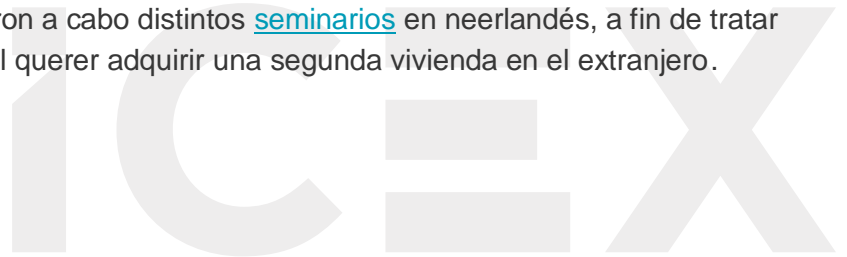 ron a cabo distintos seminarios en neerlandés, a fin de tratar
l querer adquirir una segunda vivienda en el extranjero.
ICEX